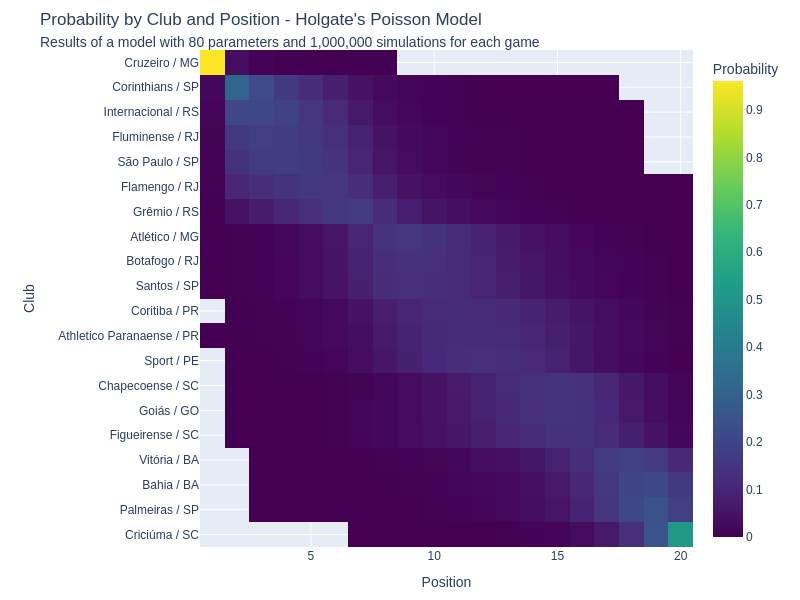 Probability by Club and Position - Holgate's Poisson Model
Results of a model with 80 parameters and 1,000,000 simulations for each game
Probability
Cruzeiro / MG
Corinthians / SP
Internacional / RS
Fluminense / RJ
São Paulo / SP
Flamengo / RJ
Grêmio / RS
Atlético / MG
Botafogo / RJ
Santos / SP
Coritiba / PR
Athletico Paranaense / PR
Sport / PE
Chapecoense / SC
Goiás / GO
Figueirense / SC
Vitória / BA
Bahia / BA
Palmeiras / SP
Criciúma / SC
Club
5
10
15
20
Position
0.9
0.8
0.7
0.6
0.5
0.4
0.3
0.2
0.1
0